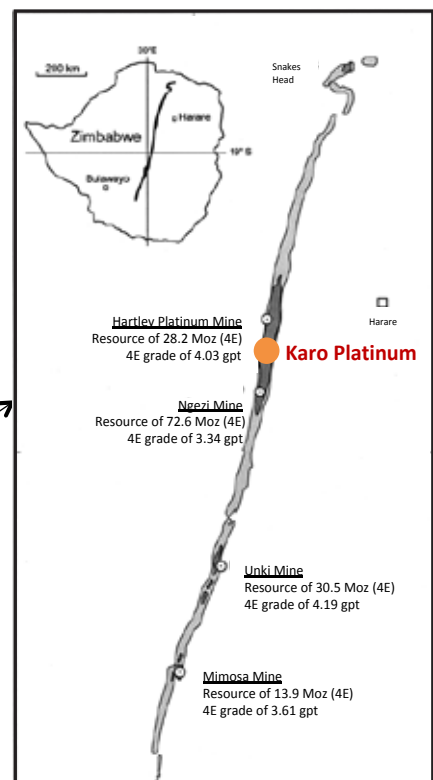 30°E
200 km
Snakes
Head
Harare
Zimbabwe
19° S
Bulawayo
Hartley Platinum Mine
Resource of 28.2 Moz (4E)
4E grade of 4.03 gpt
Harare
Karo Platinum
Ngezi Mine
Resource of 72.6 Moz (4E)
4E grade of 3.34 gpt
Unki Mine
Resource of 30.5 Moz (4E)
4E grade of 4.19 gpt
Mimosa Mine
Resource of 13.9 Moz (4E)
4E grade of 3.61 gpt